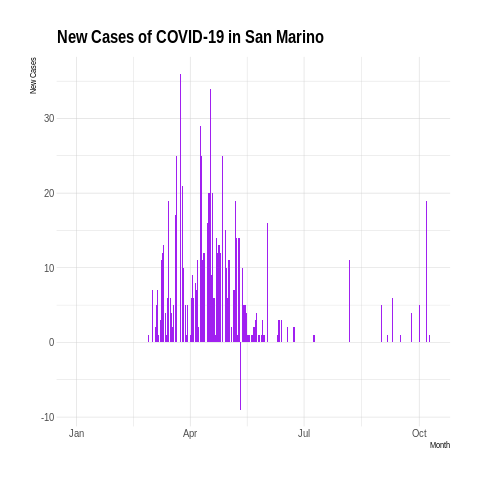 New Cases of COVID-19 in San Marino
New Cases
30
20
10
0
-10
Jan Apr Jul Oct
Month